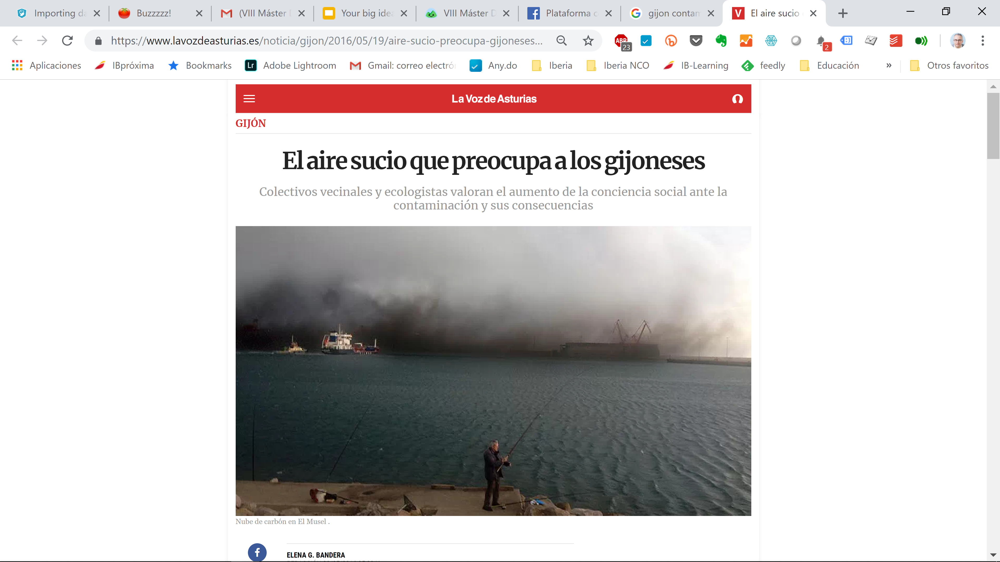 Importing da
Buzzzzz!
(VIII Máster D
Your big idea
VIII Máster D
Plataforma c
gijon contam
V El aire sucio
https://www.lavozdeasturias.es/noticia/gijon/2016/05/19/aire-sucio-preocupa-gijoneses...
ABP
23
2
Aplicaciones
IBpróxima
Bookmarks
Lr Adobe Lightroom
Gmail: correo electrón
Any.do
Iberia
Iberia NCO
IB-Learning
feedly
Educación
»
Otros favoritos
La Voz de Asturias
GIJÓN
El aire sucio que preocupa a los gijoneses
Colectivos vecinales y ecologistas valoran el aumento de la conciencia social ante la
contaminación y sus consecuencias
Nube de carbón en El Musel .
ELENA G. BANDERA